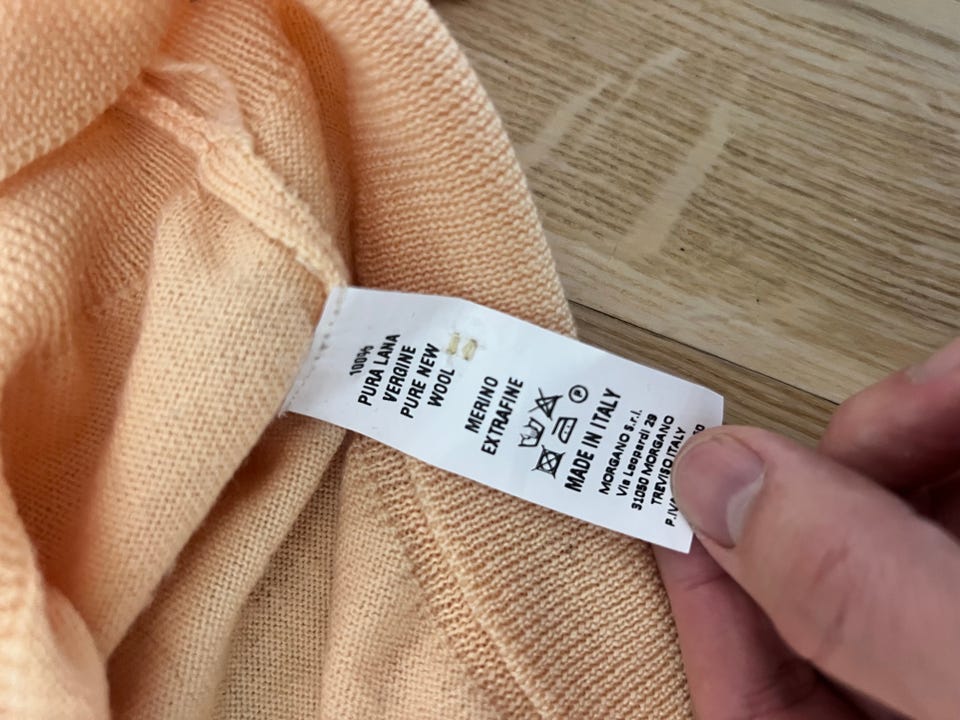 100%
PURA LANA
VERGINE
PURE NEW
WOOL
MERINO
EXTRAFINE
P
MADE IN ITALY
MORGANO S.r.l.
Via Leopardi 29
31050 MORGANO
TREVISO ITALY